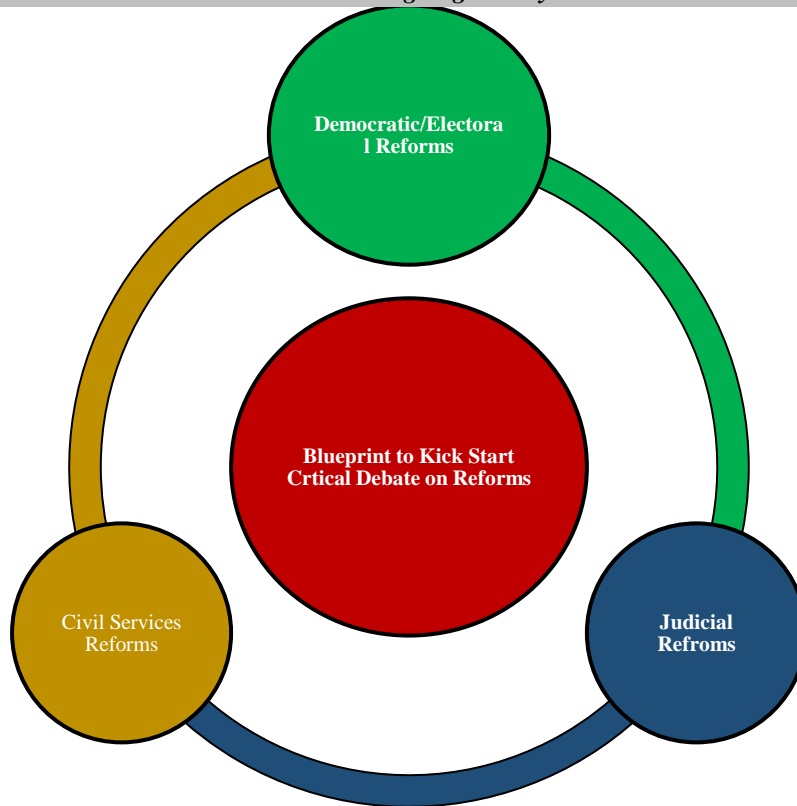 Democratic/Electora
l Reforms
Blueprint to Kick Start
Crtical Debate on Reforms
Civil Services
Reforms
Judicial
Refroms